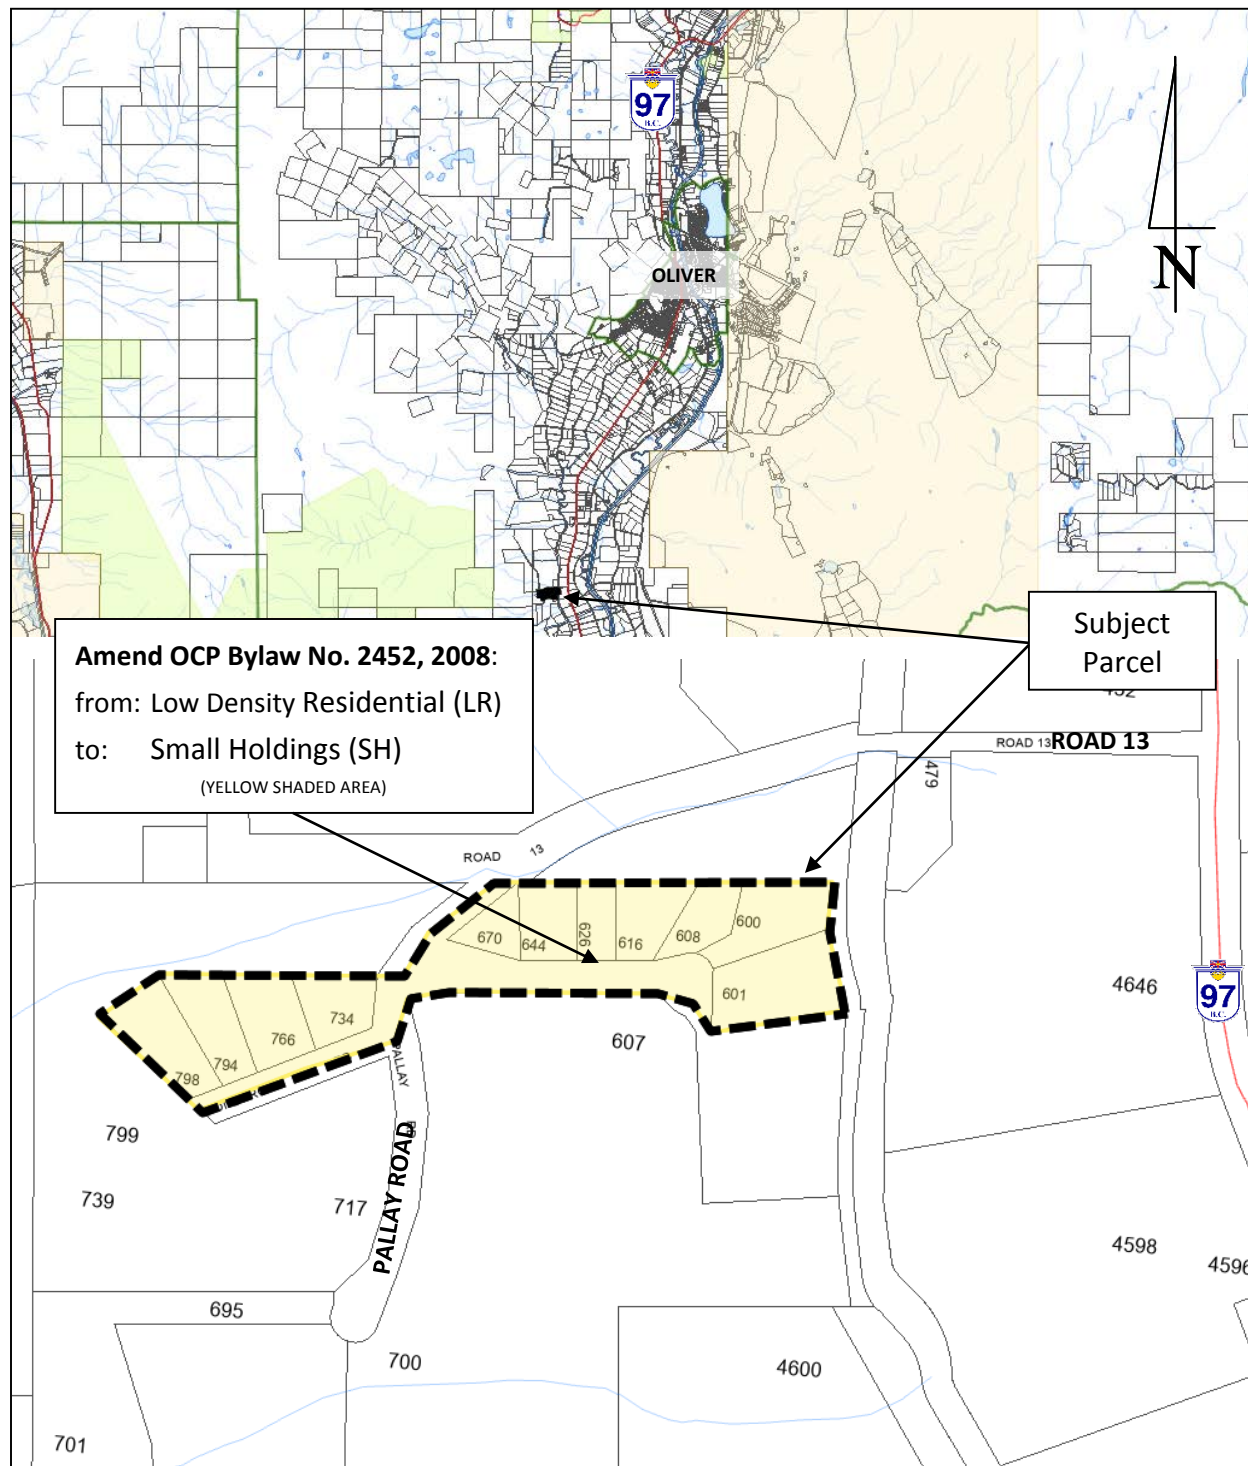 97
B.C.
N
OLIVER
Subject
Parcel
Amend OCP Bylaw No. 2452, 2008:
from: Low Density Residential (LR)
to: Small Holdings (SH)
(YELLOW SHADED AREA)
ROAD 13
ROAD 13
479
ROAD 13
670
644
626
616
608
600
601
4646
97
B.C.
734
766
794
798
607
PALLAY
PALLAY ROAD
799
739
717
695
700
4600
4598
4596
701